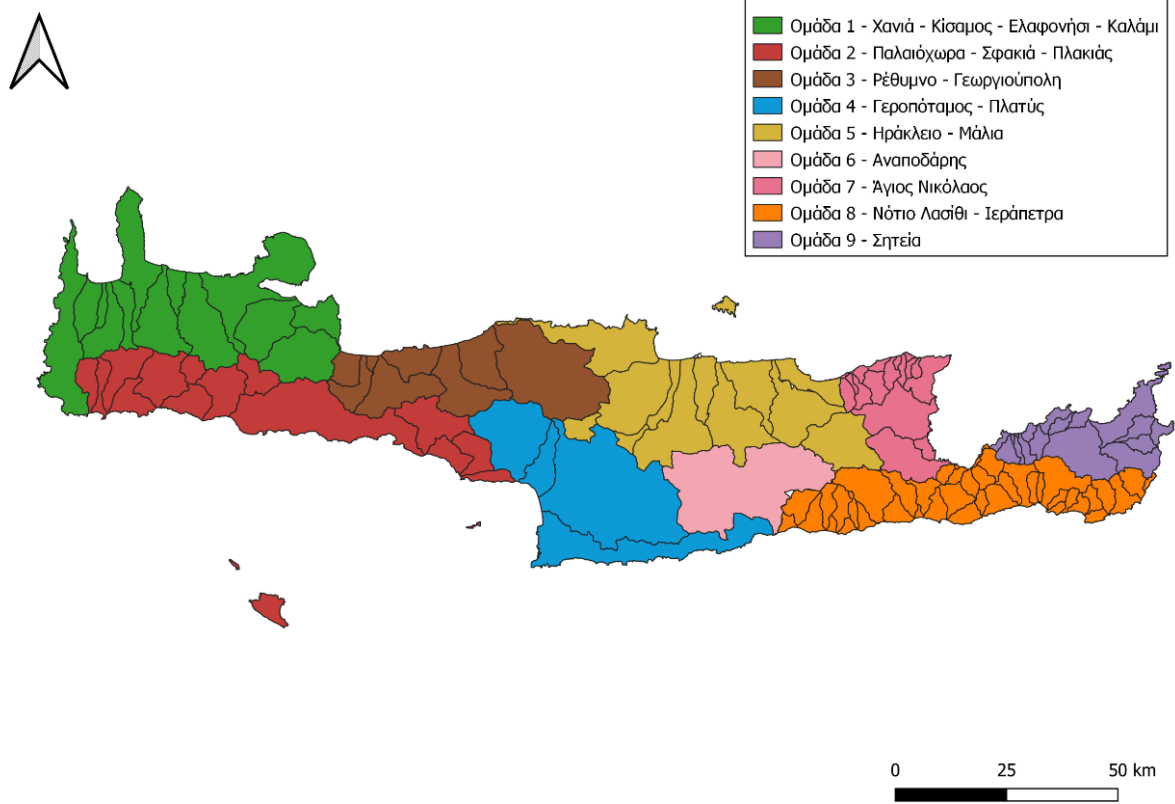 Ομάδα 1 - Χανιά - Κίσαμος - Ελαφονήσι - Καλάμι
Ομάδα 2 - Παλαιόχωρα - Σφακιά - Πλακιάς
Ομάδα 3 - Ρέθυμνο - Γεωργιούπολη
Ομάδα 4 - Γεροπόταμος - Πλατύς
Ομάδα 5 - Ηράκλειο - Μάλια
Ομάδα 6 - Αναποδάρης
Ομάδα 7 - Άγιος Νικόλαος
Ομάδα 8 - Νότιο Λασίθι - Ιεράπετρα
Ομάδα 9 - Σητεία
0 25 50 km